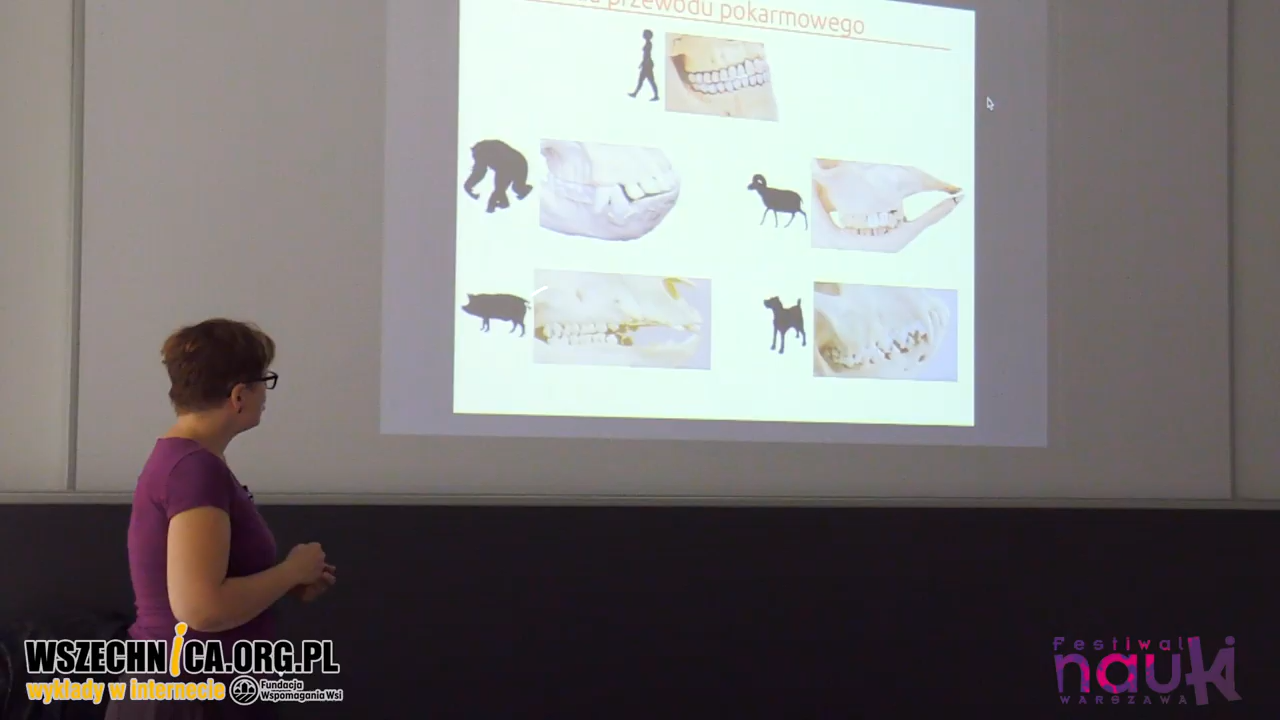 przewodu pokarmowego
WSZECHNiCA.ORG.PL
wykłady w internecie
Fundacja
Wspomagania Wsi
Festiwal
nauki
WARSZAWA